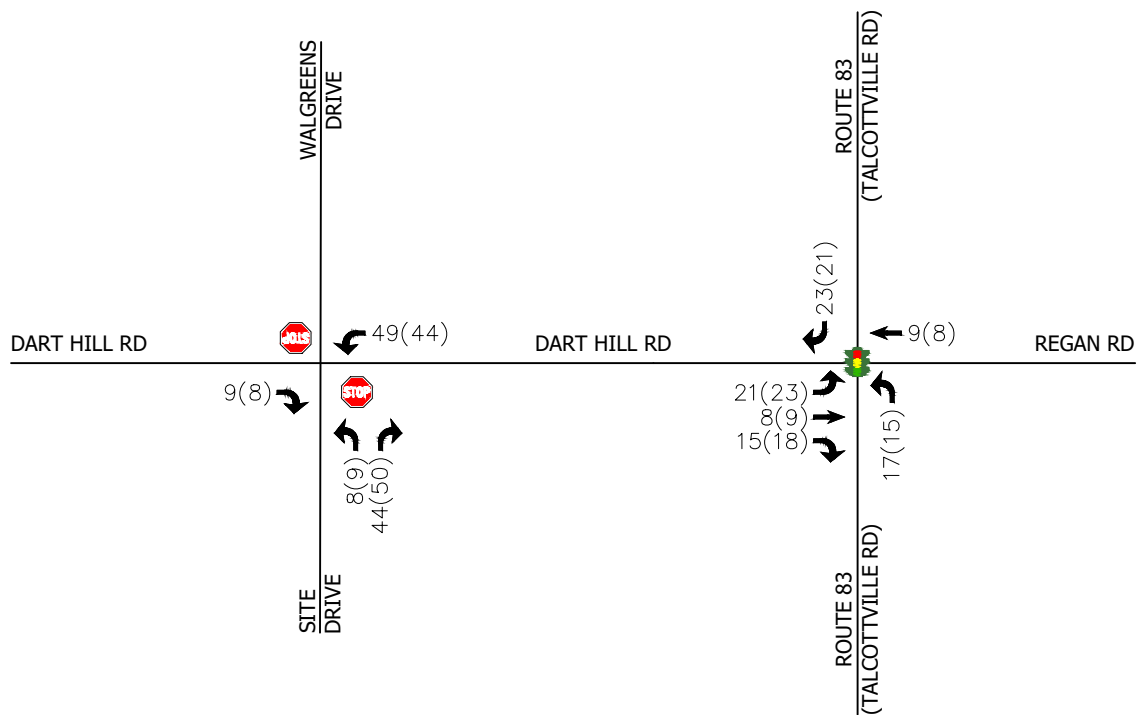 WALGREENS
DRIVE
ROUTE 83
(TALCOTTVILLE RD)
23(21)
DART HILL RD
STOP
49(44)
DART HILL RD
9(8)
REGAN RD
9(8)
STOP
21(23)
8(9)
15(18)
8(9)
44(50)
17(15)
SITE
DRIVE
ROUTE 83
(TALCOTTVILLE RD)